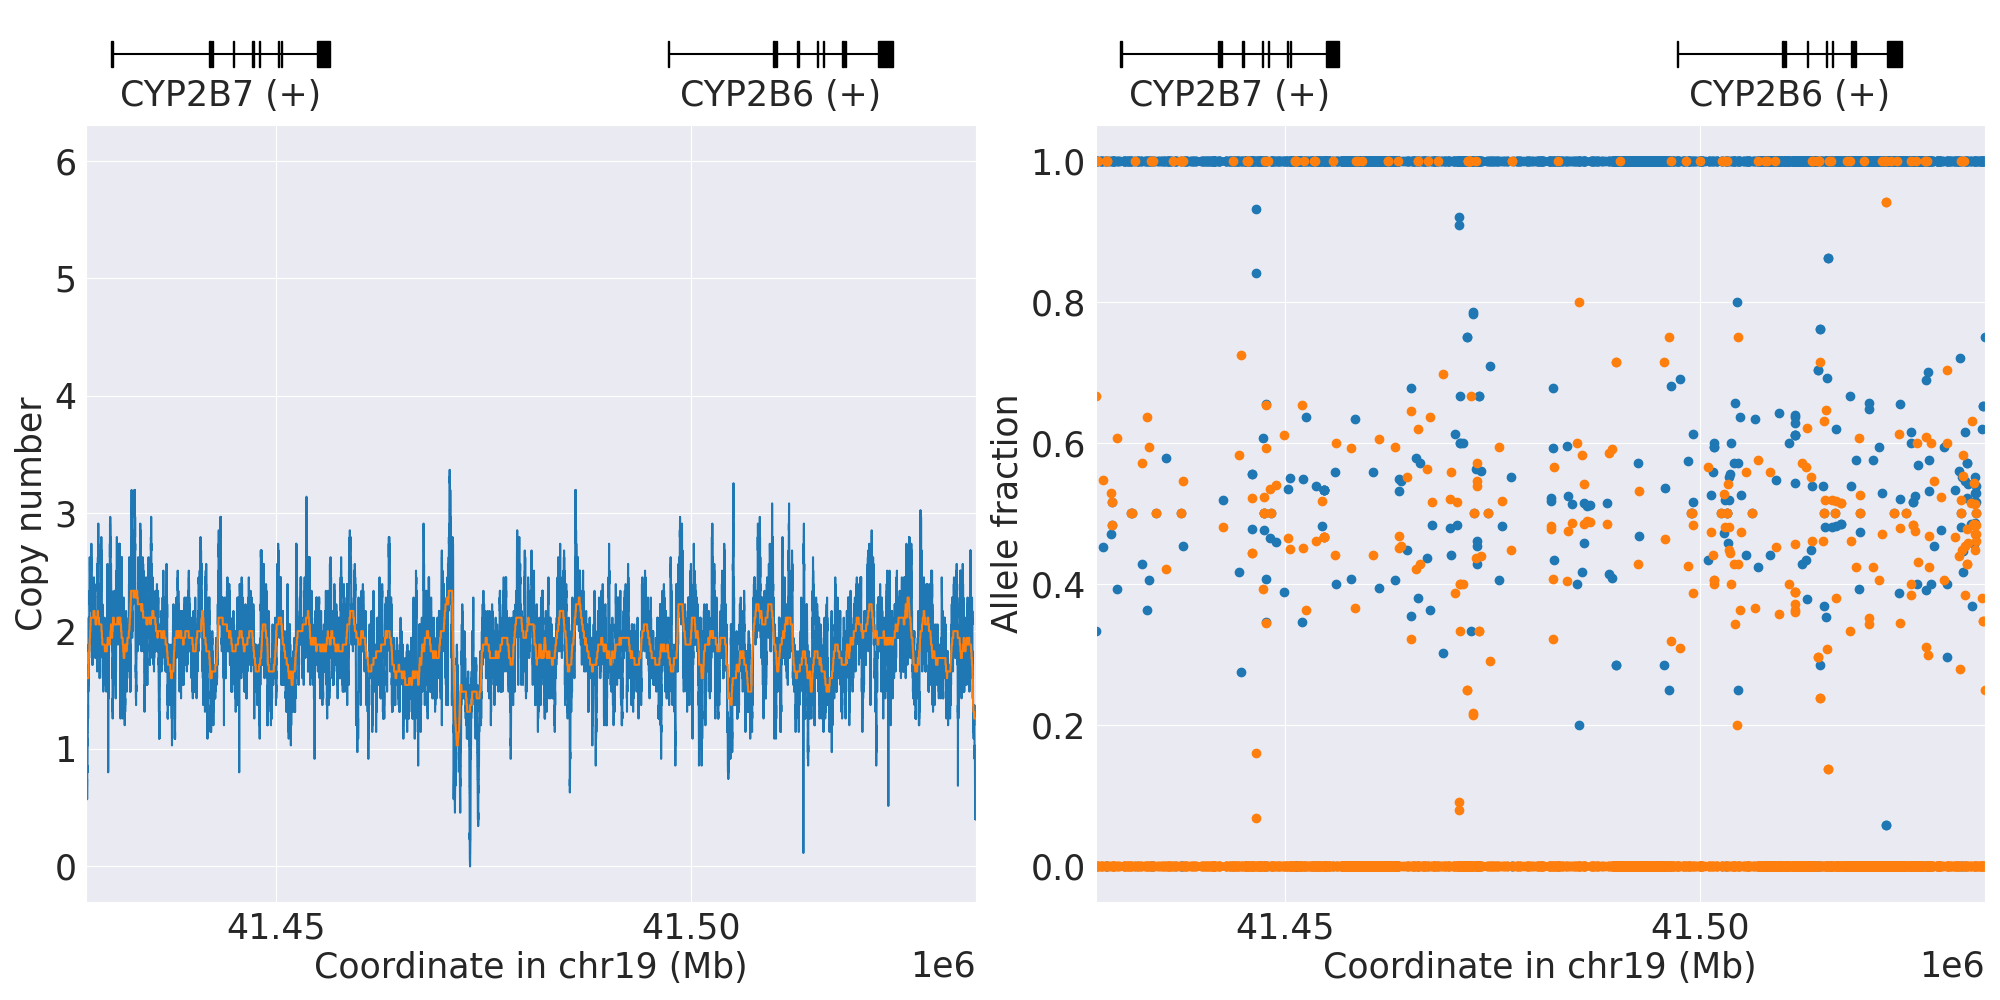 CYP2B7 (+)
CYP2B6 (+)
CYP2B7 (+)
CYP2B6 (+)
6
5
4
3
2
1
0
Copy number
41.45
41.50
Coordinate in chr19 (Mb)
1e6
1.0
0.8
0.6
0.4
0.2
0.0
Allele fraction
41.45
41.50
Coordinate in chr19 (Mb)
1e6